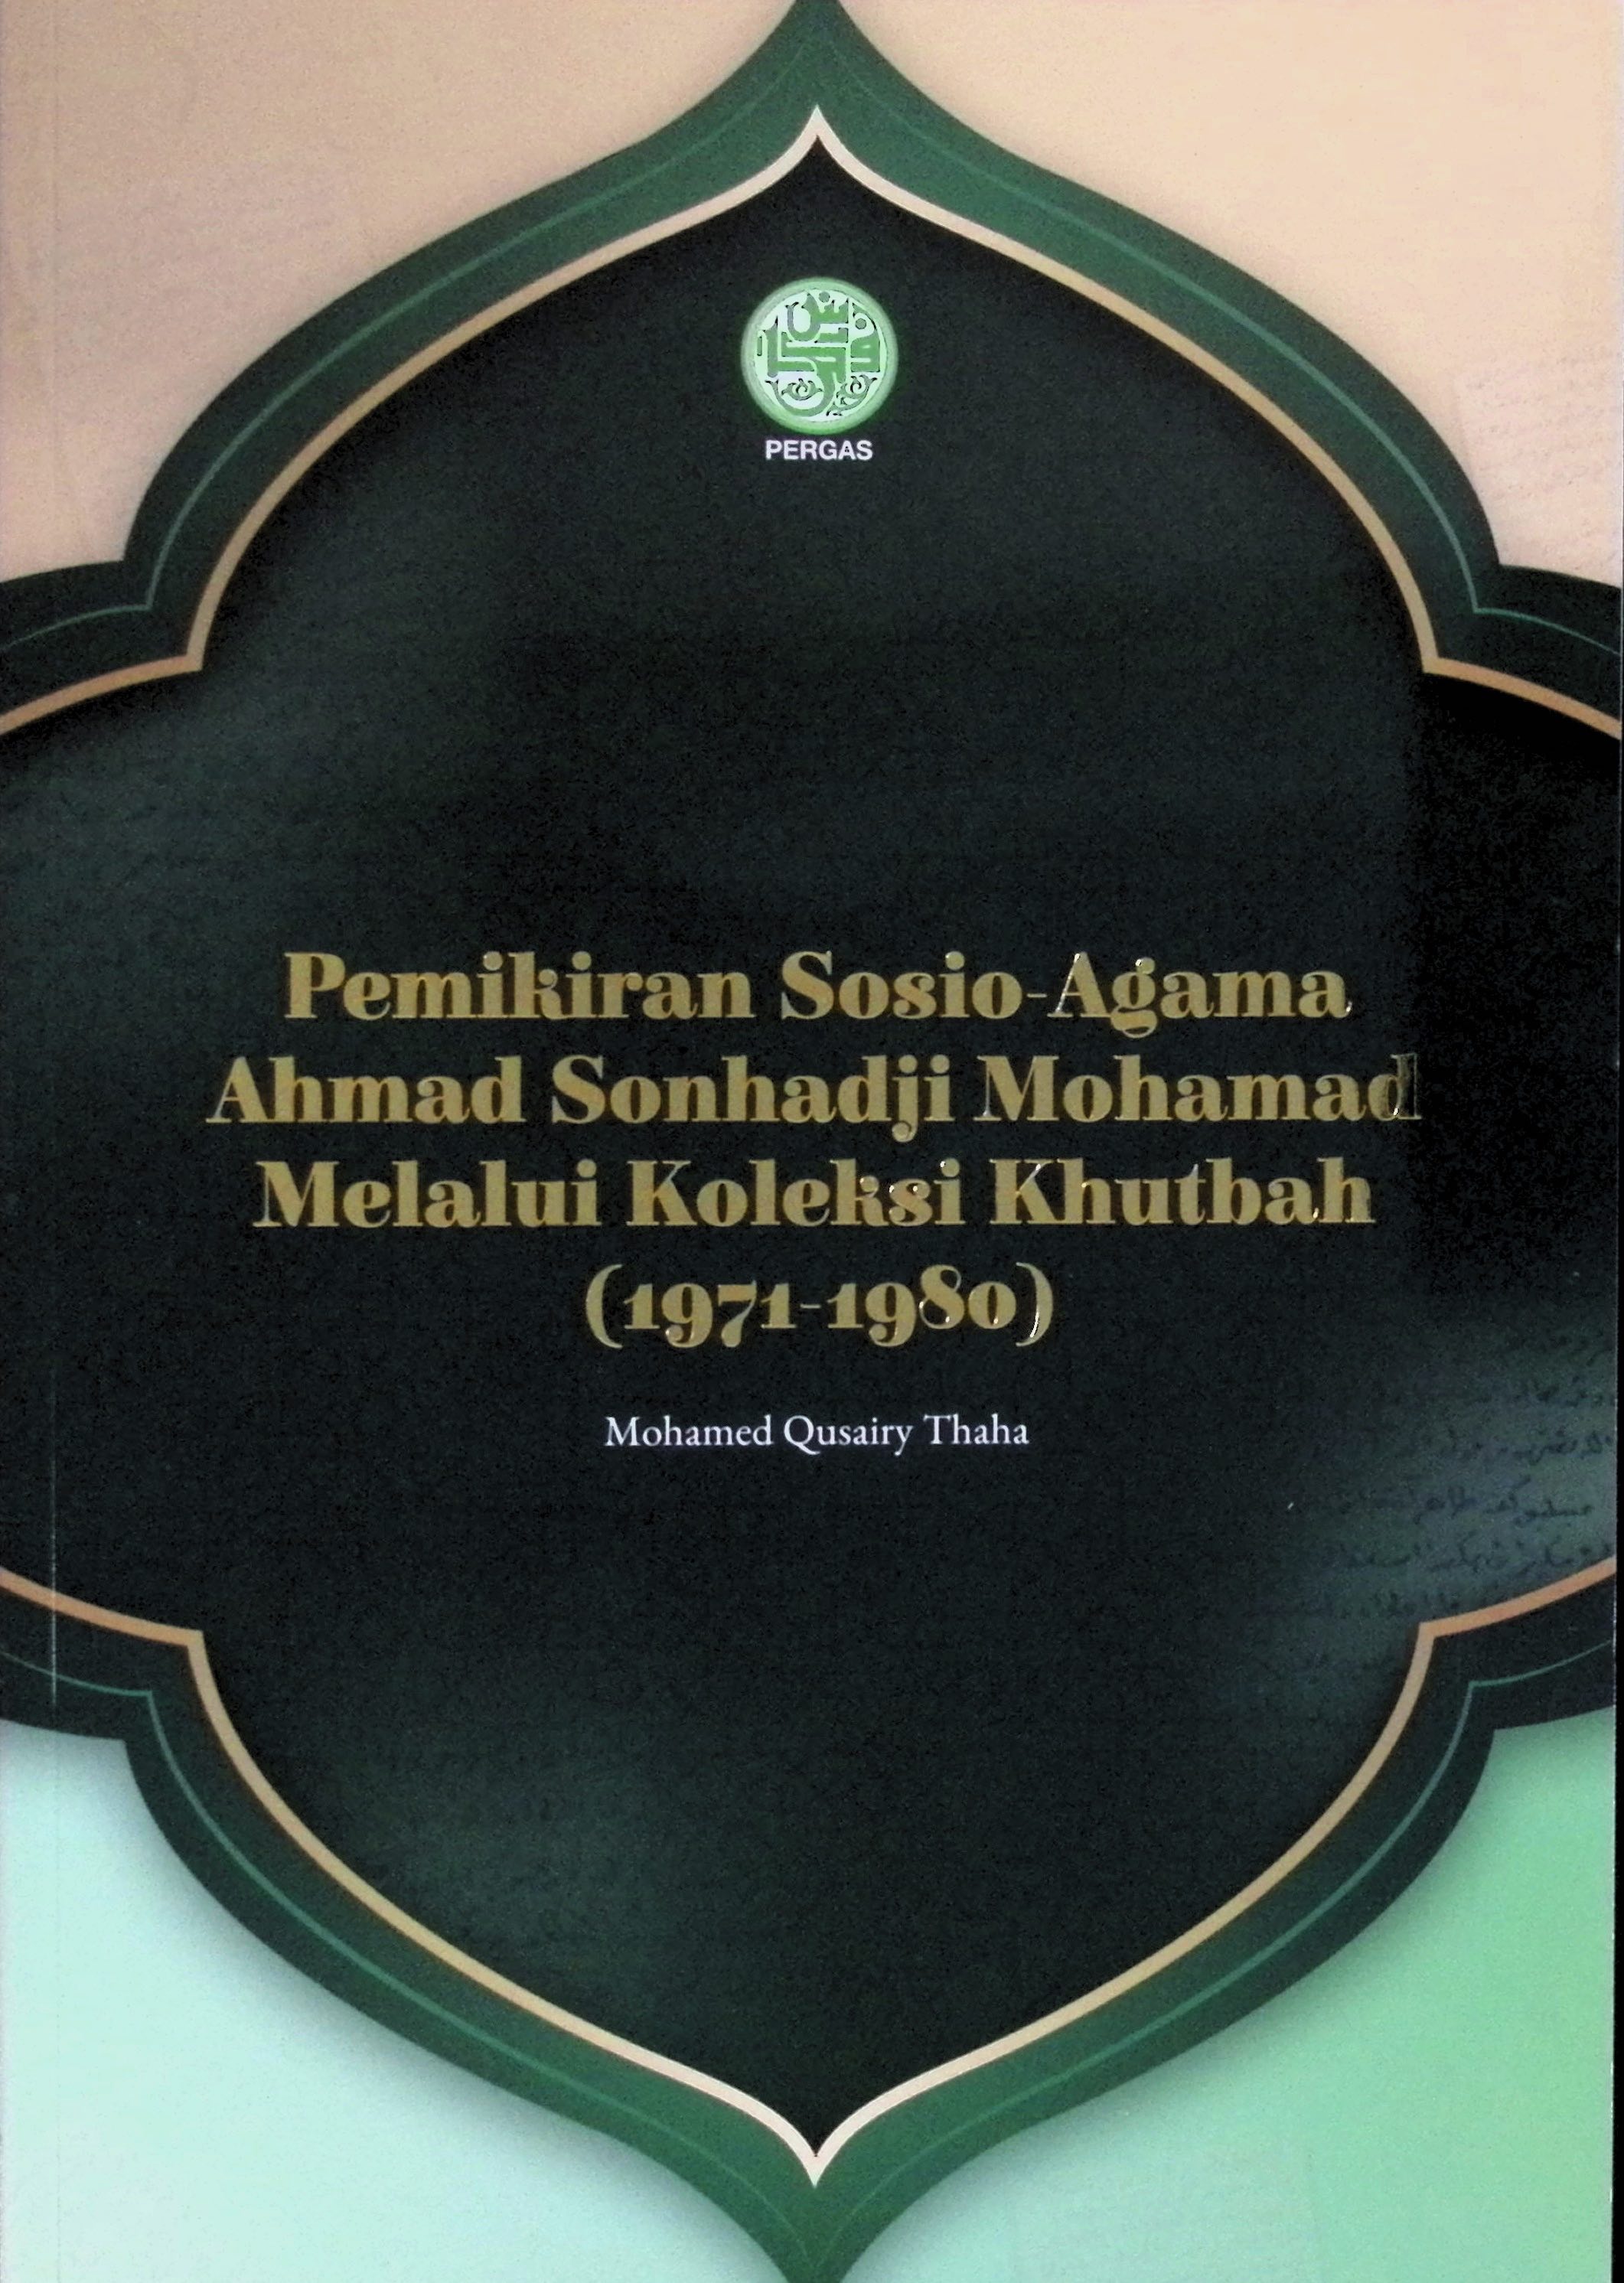 PERGAS
Pemikiran Sosio-Agama
Ahmad Sonhadji Mohamad
Melalui Koleksi Khutbah
(1971-1980)
Mohamed Qusairy Thaha